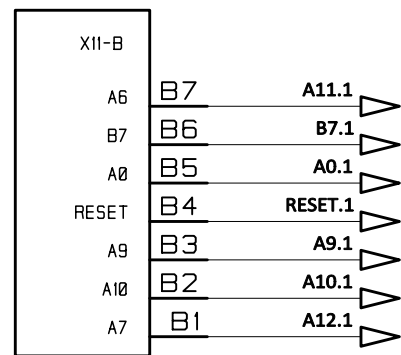 X11-B
A6 B7 A11.1
B7 B6 B7.1
A0 B5 A0.1
RESET B4 RESET.1
A9 B3 A9.1
A10 B2 A10.1
A7 B1 A12.1